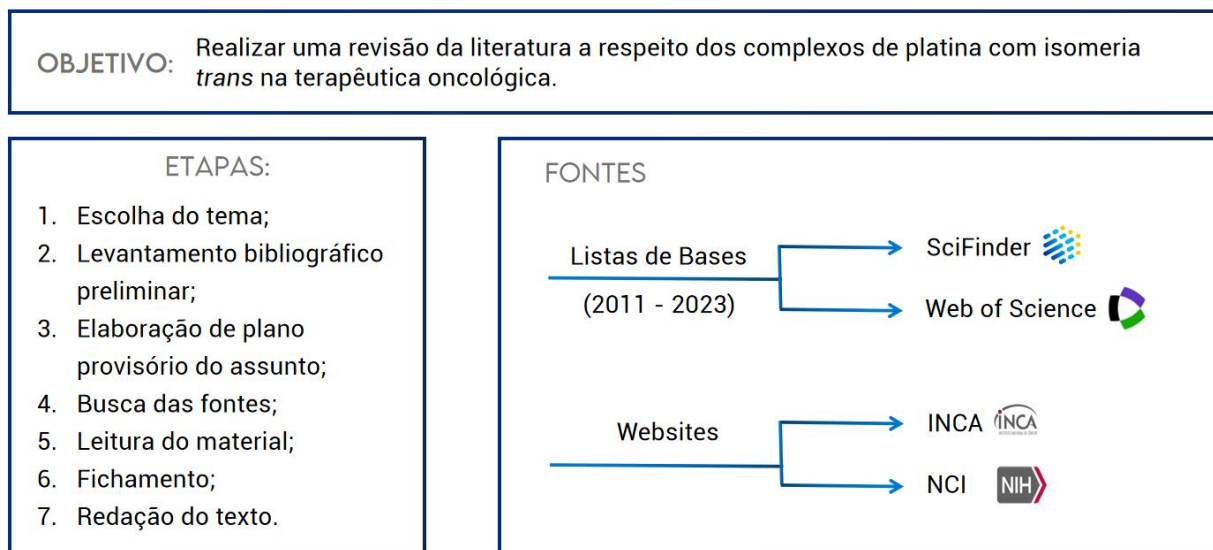 OBJETIVO:
Realizar uma revisão da literatura a respeito dos complexos de platina com isomeria
trans na terapêutica oncológica.
ETAPAS:
1. Escolha do tema;
2. Levantamento bibliográfico
preliminar;
3. Elaboração de plano
provisório do assunto;
4. Busca das fontes;
5. Leitura do material;
6. Fichamento;
7. Redação do texto.
FONTES
Listas de Bases
(2011 - 2023)
SciFinder
Web of Science
Websites
INCA INCA
NCI NIH